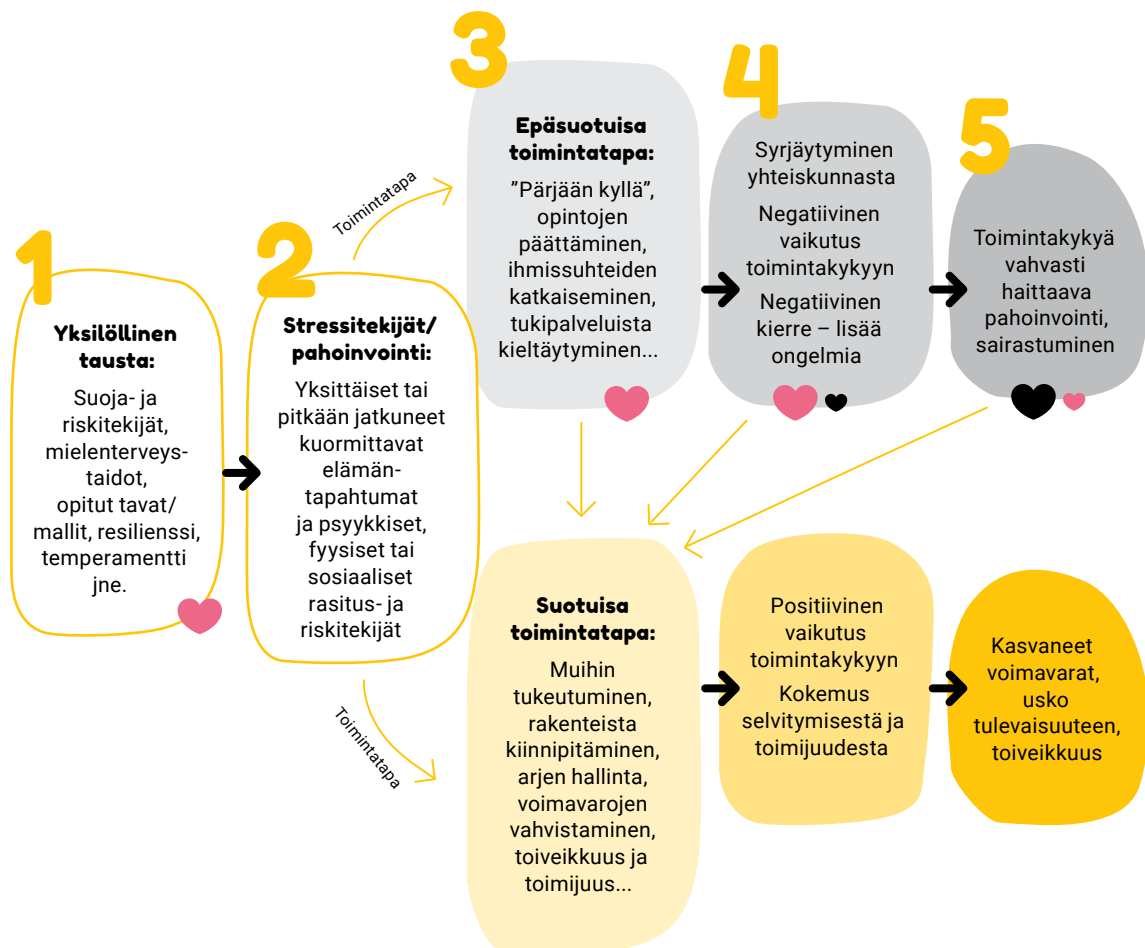 1
Yksilöllinen
tausta:
Suoja- ja
riskitekijät,
mielenterveys-
taidot,
opitut tavat/
mallit, resilienssi,
temperamentti
jne.
2
Stressitekijät/
pahoinvointi:
Yksittäiset tai
pitkään jatkuneet
kuormittavat
elämän-
tapahtumat
ja psyykkiset,
fyysiset tai
sosiaaliset
rasitus- ja
riskitekijät
Toimintatapa
3
Epäsuotuisa
toimintatapa:
”Pärjään kyllä”,
opintojen
päättäminen,
ihmissuhteiden
katkaiseminen,
tukipalveluista
kieltäytyminen...
4
Syrjäytyminen
yhteiskunnasta
Negatiivinen
vaikutus
toimintakykyyn
Negatiivinen
kierre – lisää
ongelmia
5
Toimintakykyä
vahvasti
haittaava
pahoinvointi,
sairastuminen
Toimintatapa
Suotuisa
toimintatapa:
Muihin
tukeutuminen,
rakenteista
kiinnipitäminen,
arjen hallinta,
voimavarojen
vahvistaminen,
toiveikkuus ja
toimijuus...
Positiivinen
vaikutus
toimintakykyyn
Kokemus
selvitymisestä ja
toimijuudesta
Kasvaneet
voimavarat,
usko
tulevaisuuteen,
toiveikkuus